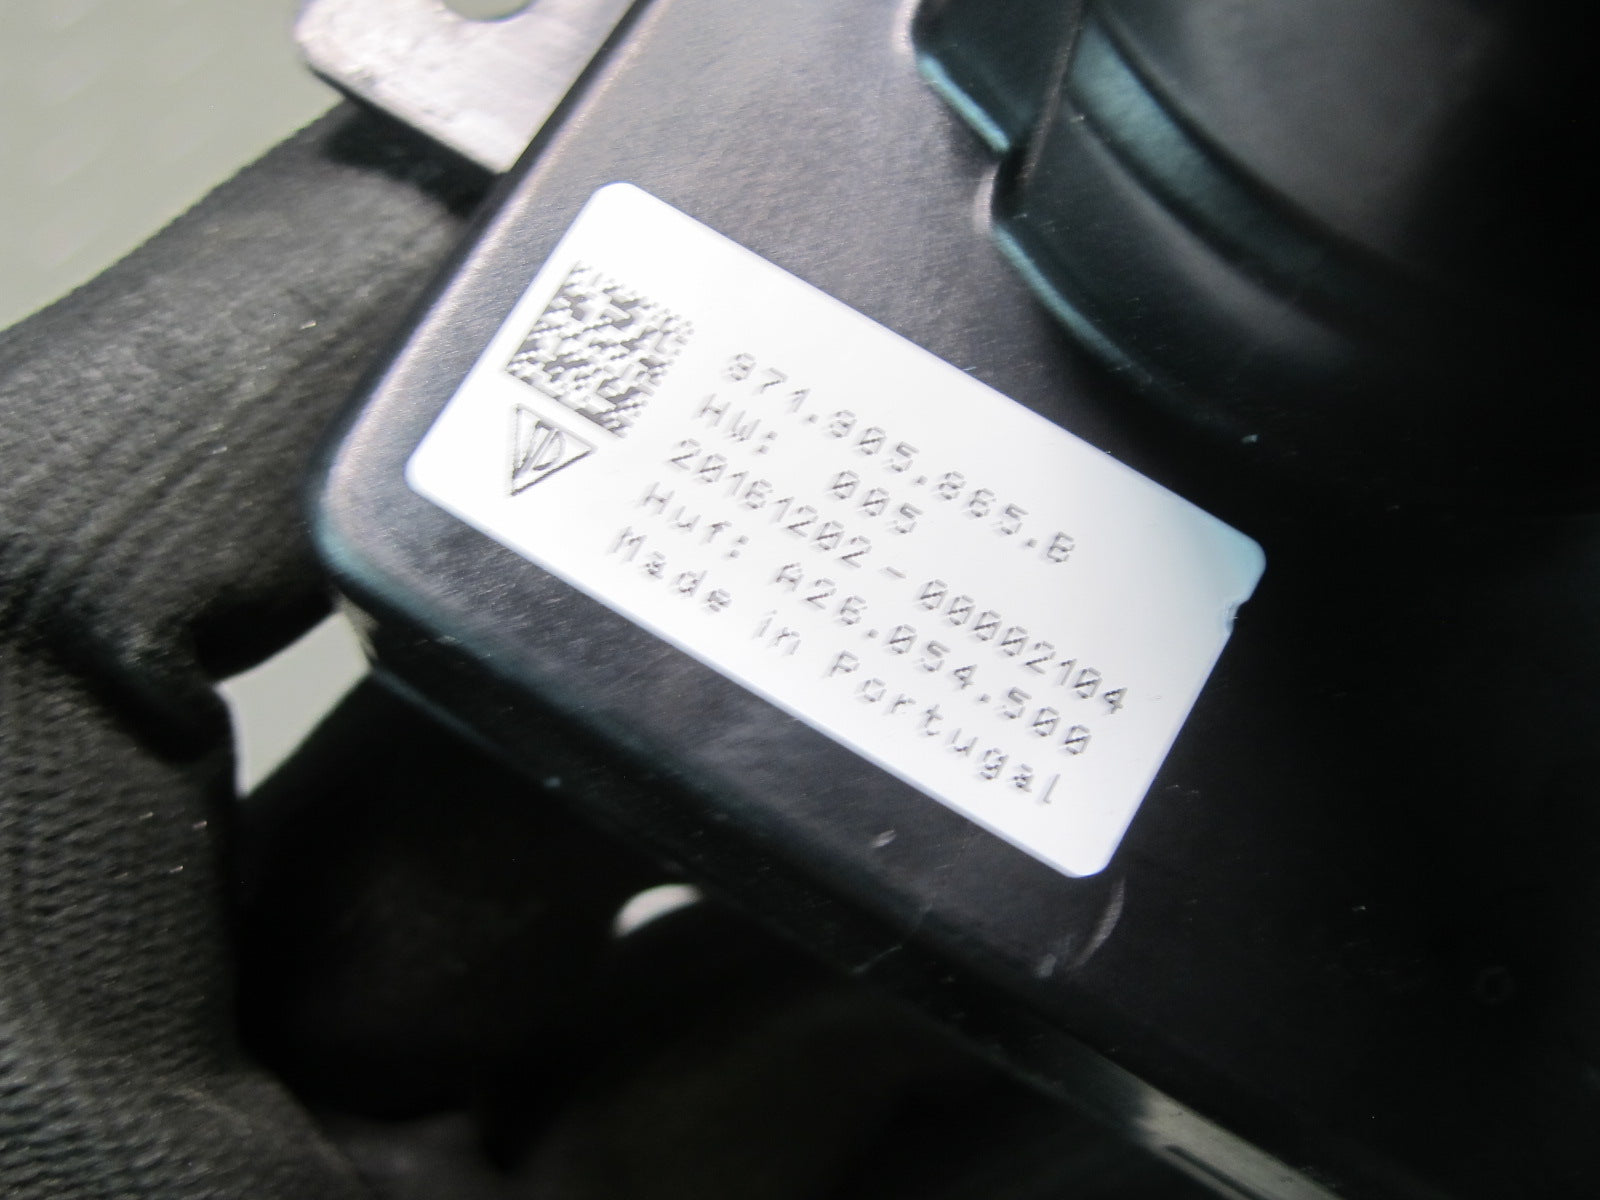 971.905.865.B
HW: 005
20161202-00002104
Huf: A26.054.500
Made in Portugal